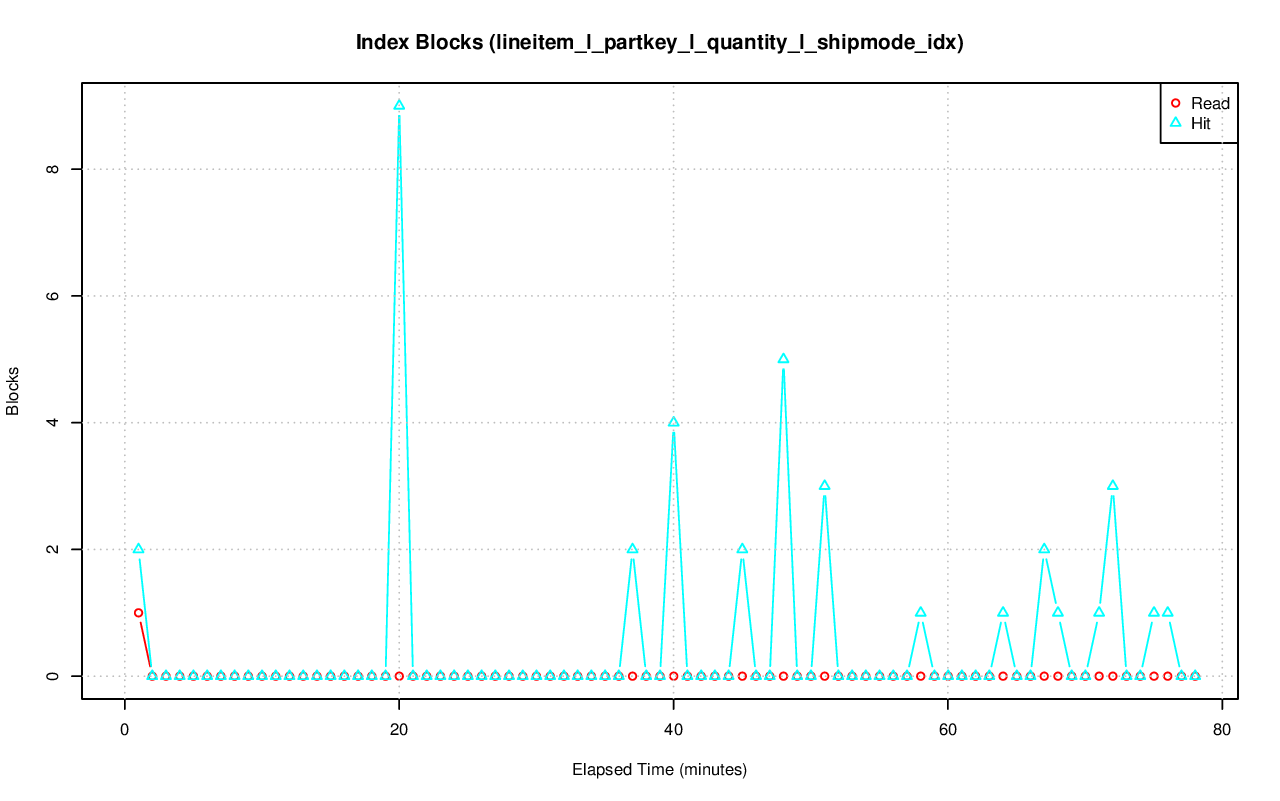 Index Blocks (lineitem_l_partkey_l_quantity_l_shipmode_idx)
Read
Hit
Blocks
8
6
4
2
0
0 20 40 60 80
Elapsed Time (minutes)